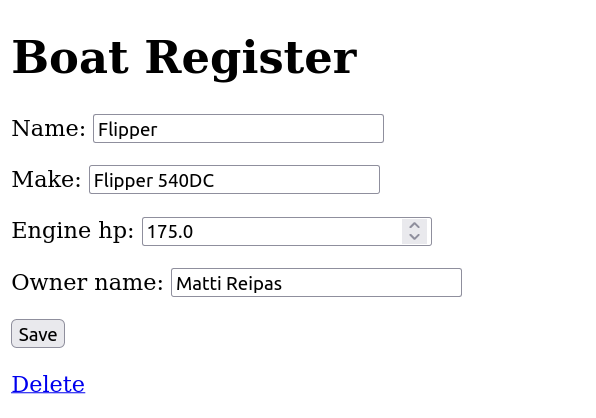 Boat Register
Name: Flipper
Make: Flipper 540DC
Engine hp: 175.0
Owner name: Matti Reipas
Save
Delete